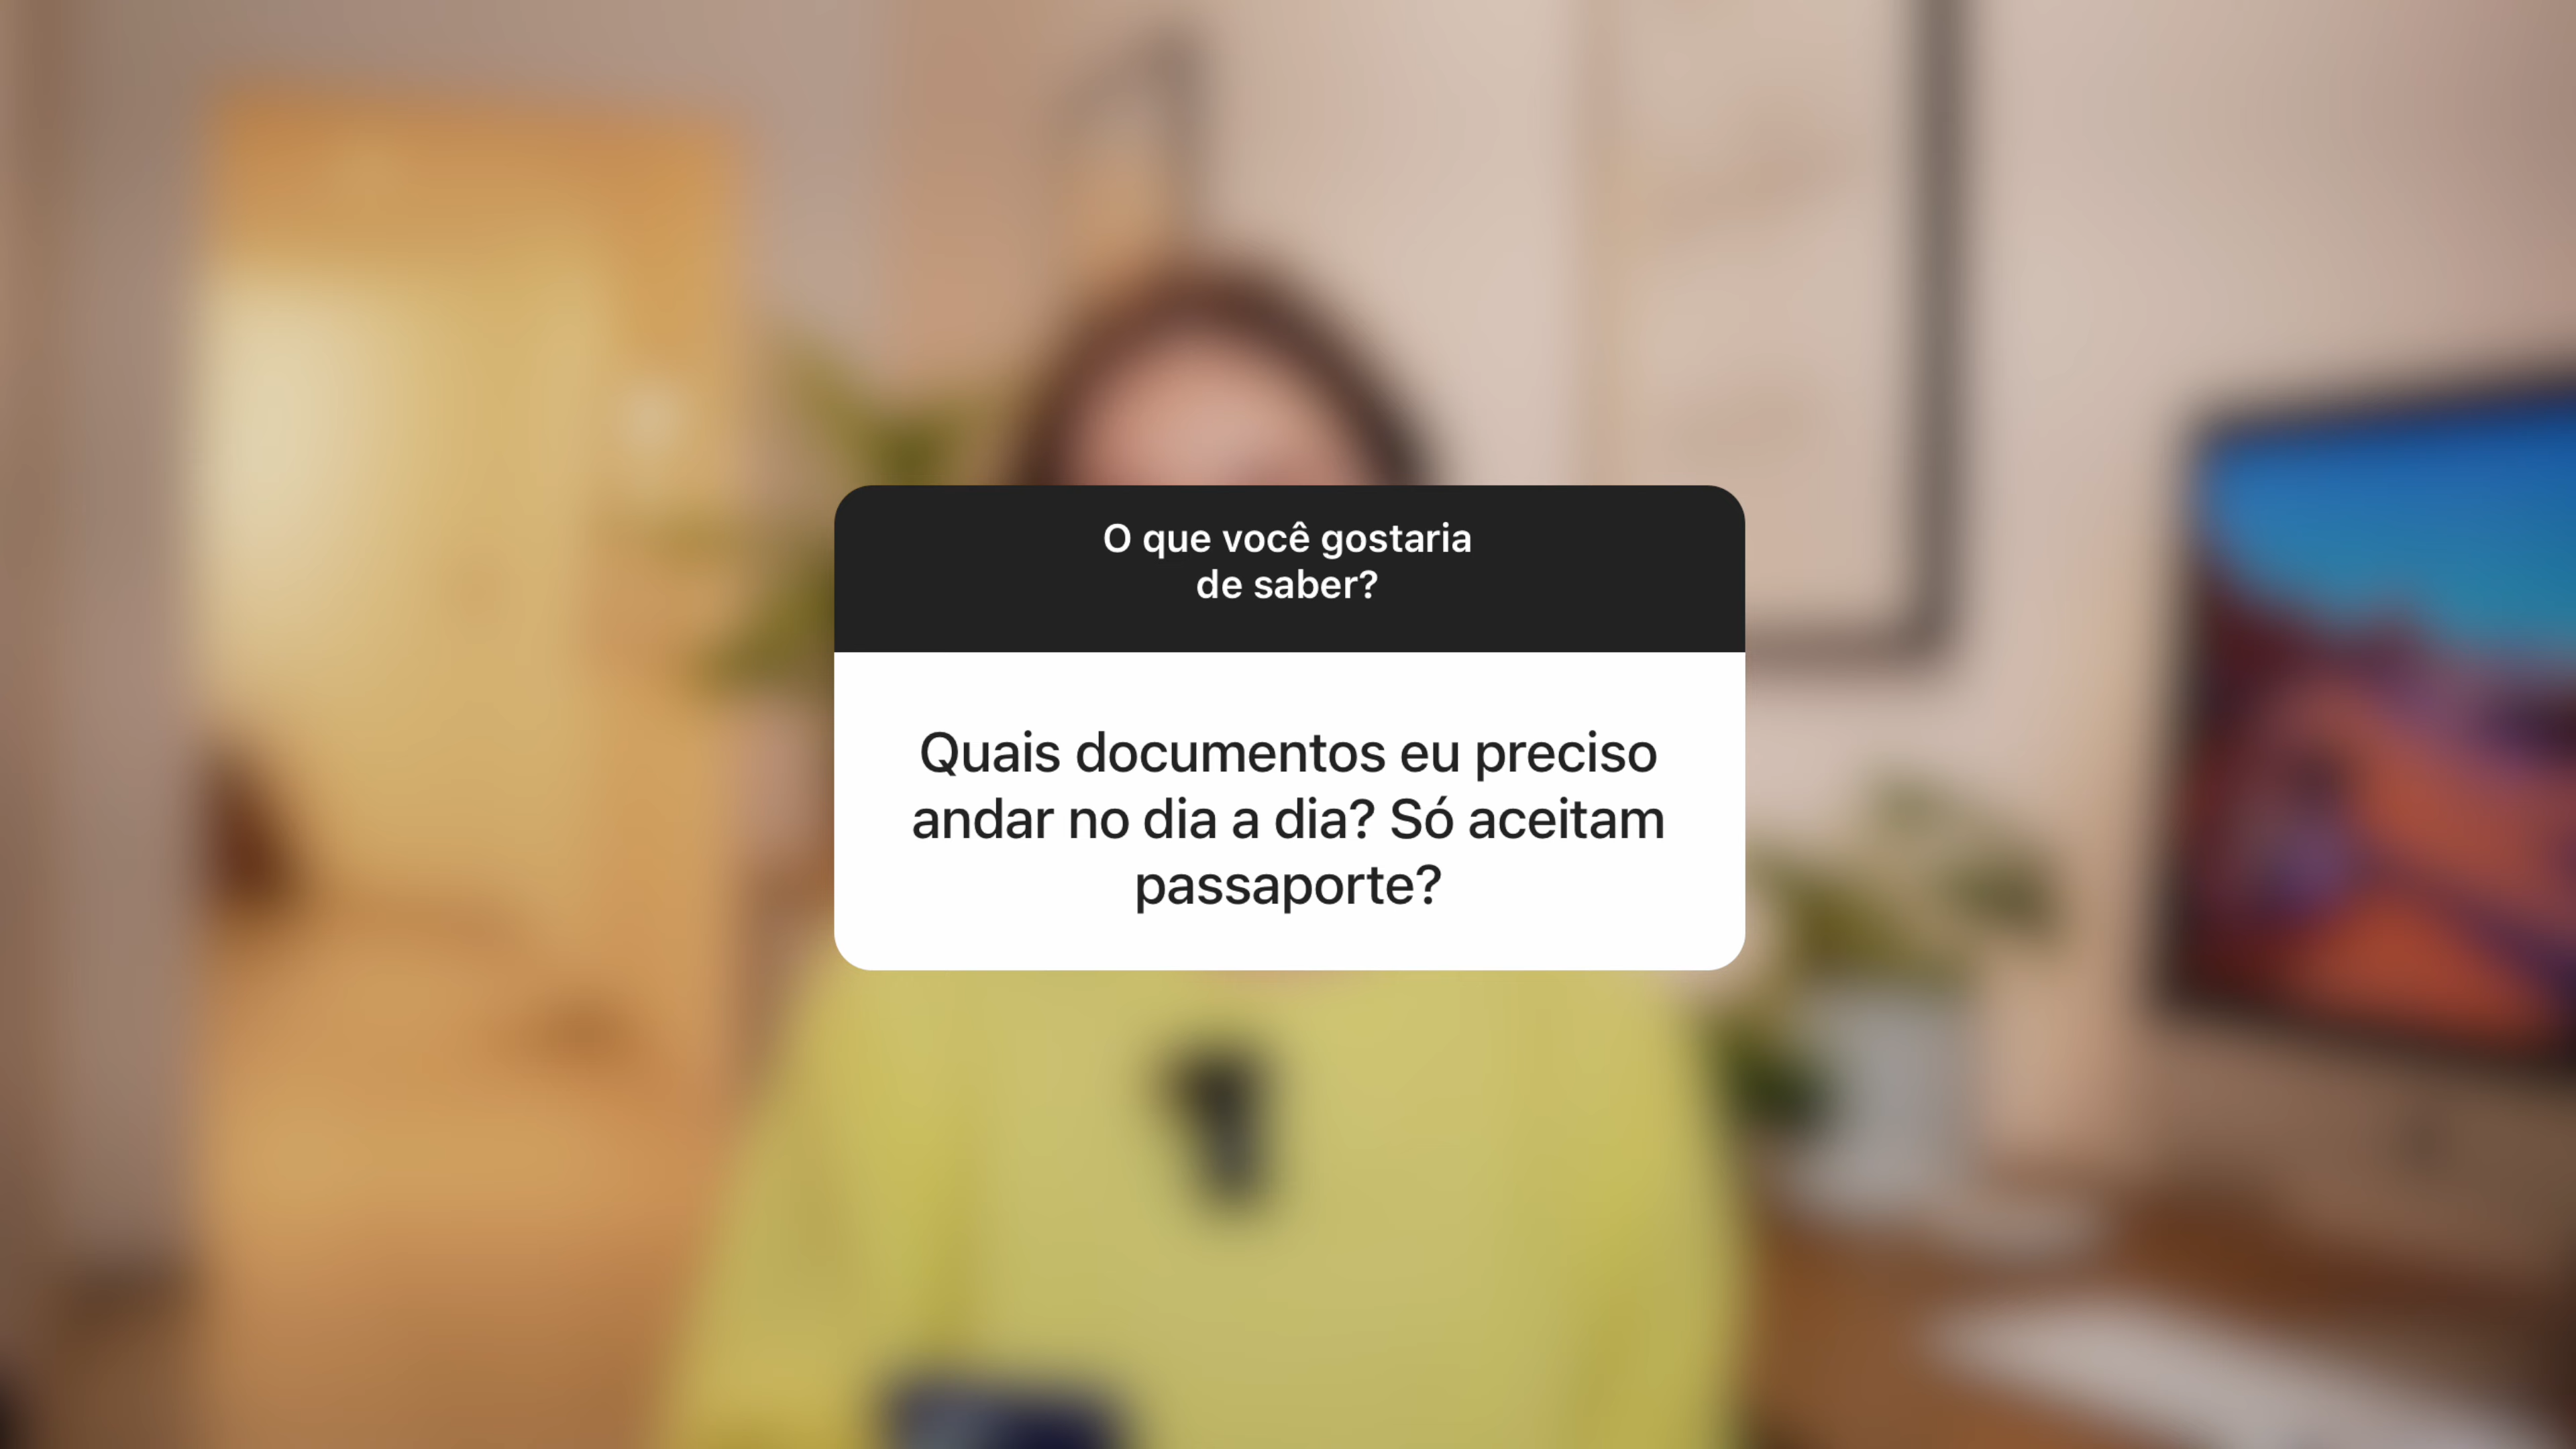 O que você gostaria
de saber?
Quais documentos eu preciso
andar no dia a dia? Só aceitam
passaporte?